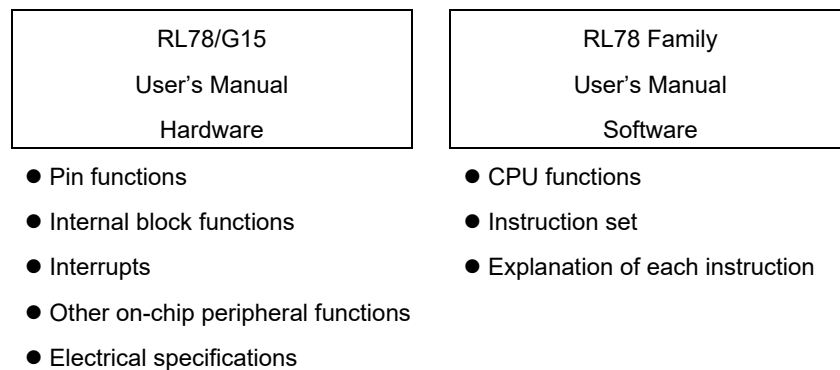 RL78/G15
User’s Manual
Hardware
● Pin functions
● Internal block functions
● Interrupts
● Other on-chip peripheral functions
● Electrical specifications
RL78 Family
User’s Manual
Software
● CPU functions
● Instruction set
● Explanation of each instruction